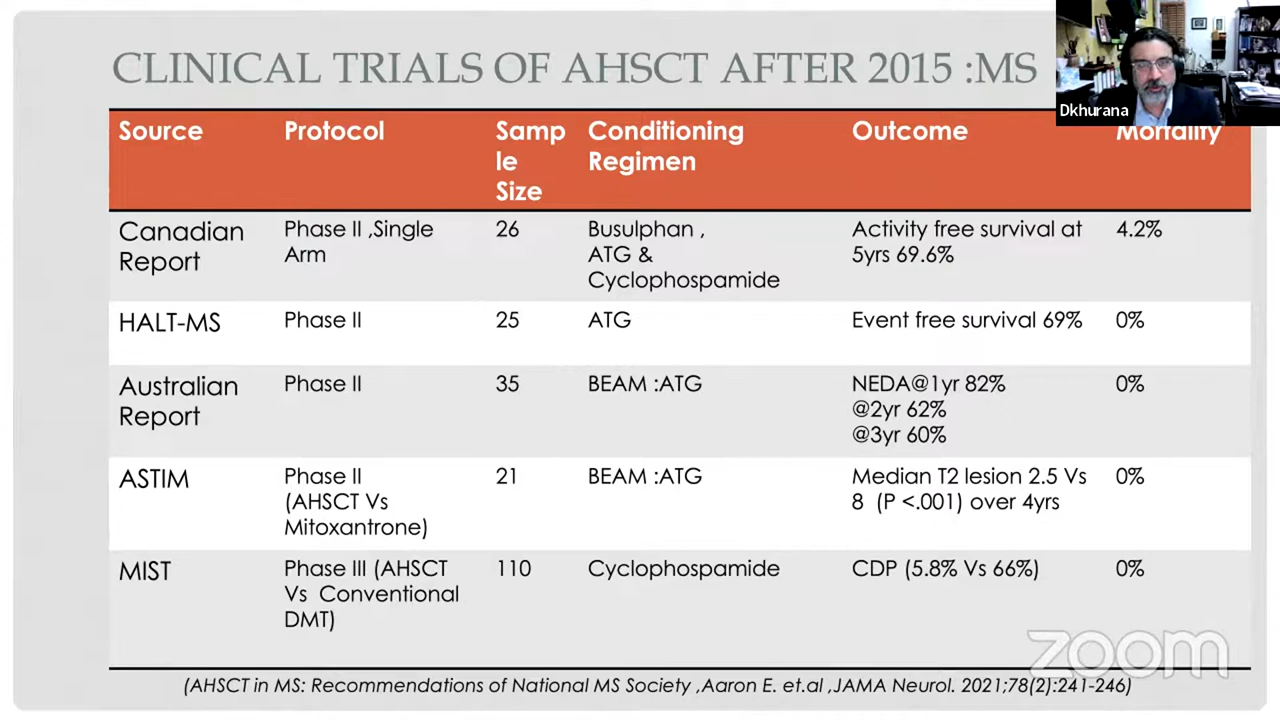 CLINICAL TRIALS OF AHSCT AFTER 2015 :MS
Dkhurana
Source Protocol Samp Conditioning Outcome Mortality
le Regimen
Size
Canadian Phase II ,Single 26 Busulphan , Activity free survival at 4.2%
Report Arm ATG & 5yrs 69.6%
Cyclophospamide
HALT-MS Phase II 25 ATG Event free survival 69% 0%
Australian Phase II 35 BEAM :ATG NEDA@1yr 82% 0%
Report @2yr 62%
@3yr 60%
ASTIM Phase II 21 BEAM :ATG Median T2 lesion 2.5 Vs 0%
(AHSCT Vs 8 (P <.001) over 4yrs
Mitoxantrone)
MIST Phase III (AHSCT 110 Cyclophospamide CDP (5.8% Vs 66%) 0%
Vs Conventional
DMT)
zoom
(AHSCT in MS: Recommendations of National MS Society ,Aaron E. et.al ,JAMA Neurol. 2021;78(2):241-246)